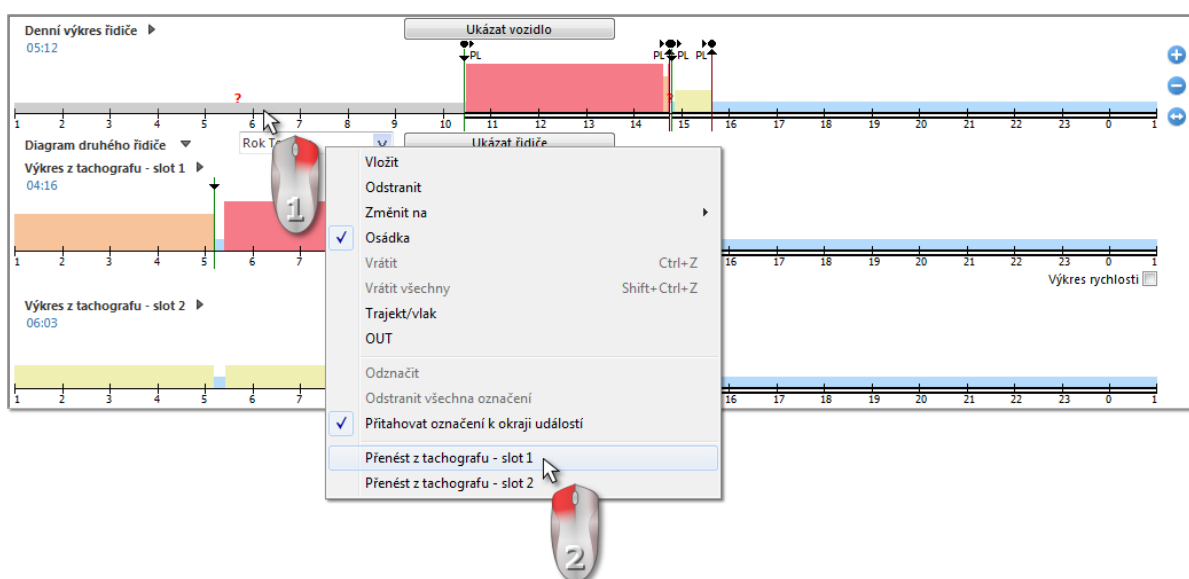 Denní výkres řidiče
Ukázat vozidlo
05:12
PL PL PL PL
? ?
1 2 3 4 5 6 7 8 9 10 11 12 13 14 15 16 17 18 19 20 21 22 23 0 1
Diagram druhého řidiče
Rok
Ukázat řidiče
Výkres z tachografu - slot 1
04:16
1 2 3 4 5 6 7 16 17 18 19 20 21 22 23 0 1
Výkres rychlosti
Výkres z tachografu - slot 2
06:03
1 2 3 4 5 6 7 16 17 18 19 20 21 22 23 0 1
Vložit
Odstranit
Změnit na
Osádka
Vrátit Ctrl+Z
Vrátit všechny Shift+Ctrl+Z
Trajekt/vlak
OUT
Odznačit
Odstranit všechna označení
Přitahovat označení k okraji událostí
Přenést z tachografu - slot 1
Přenést z tachografu - slot 2
1
2